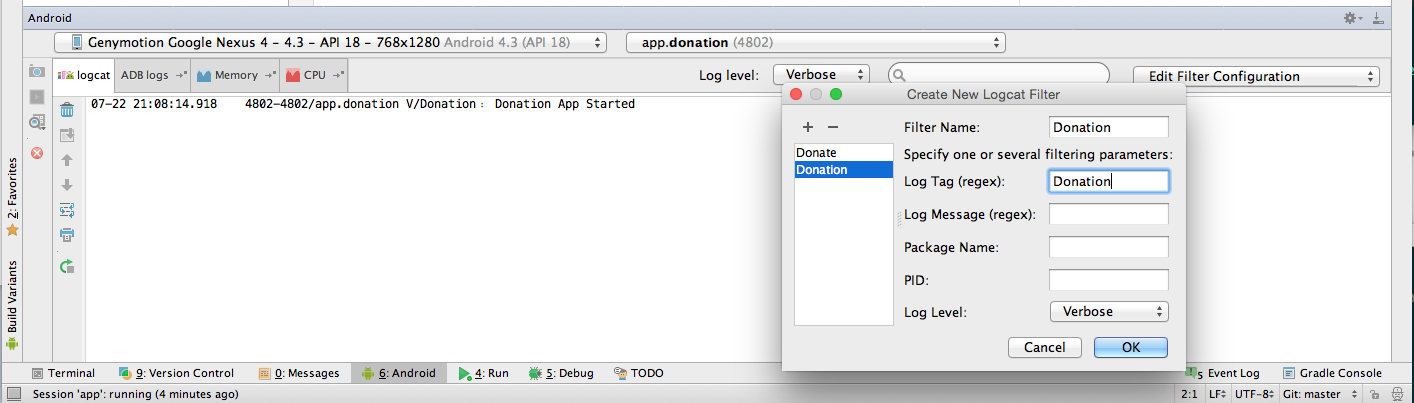 Android
Genymotion Google Nexus 4 - 4.3 - API 18 - 768x1280 Android 4.3 (API 18)
app.donation (4802)
logcat
ADB logs
Memory
CPU
Log level:
Verbose
Edit Filter Configuration
07-22 21:08:14.918 4802-4802/app.donation V/Donation﹕ Donation App Started
Create New Logcat Filter
Donate
Donation
Filter Name:
Donation
Specify one or several filtering parameters:
Log Tag (regex):
Donation
Log Message (regex):
Package Name:
PID:
Log Level:
Verbose
Cancel
OK
2: Favorites
Build Variants
Terminal
9: Version Control
0: Messages
6: Android
4: Run
5: Debug
TODO
5 Event Log
Gradle Console
Session 'app': running (4 minutes ago)
2:1
LF
UTF-8
Git: master